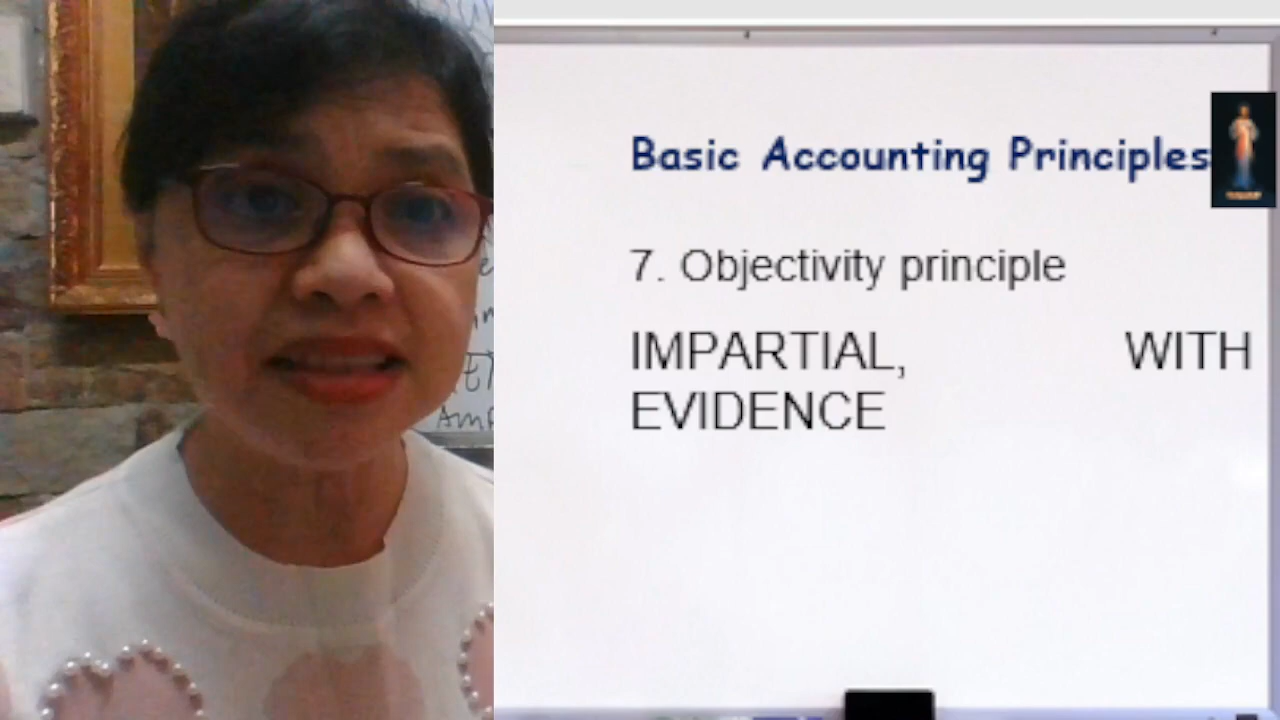 Basic Accounting Principles
7. Objectivity principle
IMPARTIAL, WITH
EVIDENCE